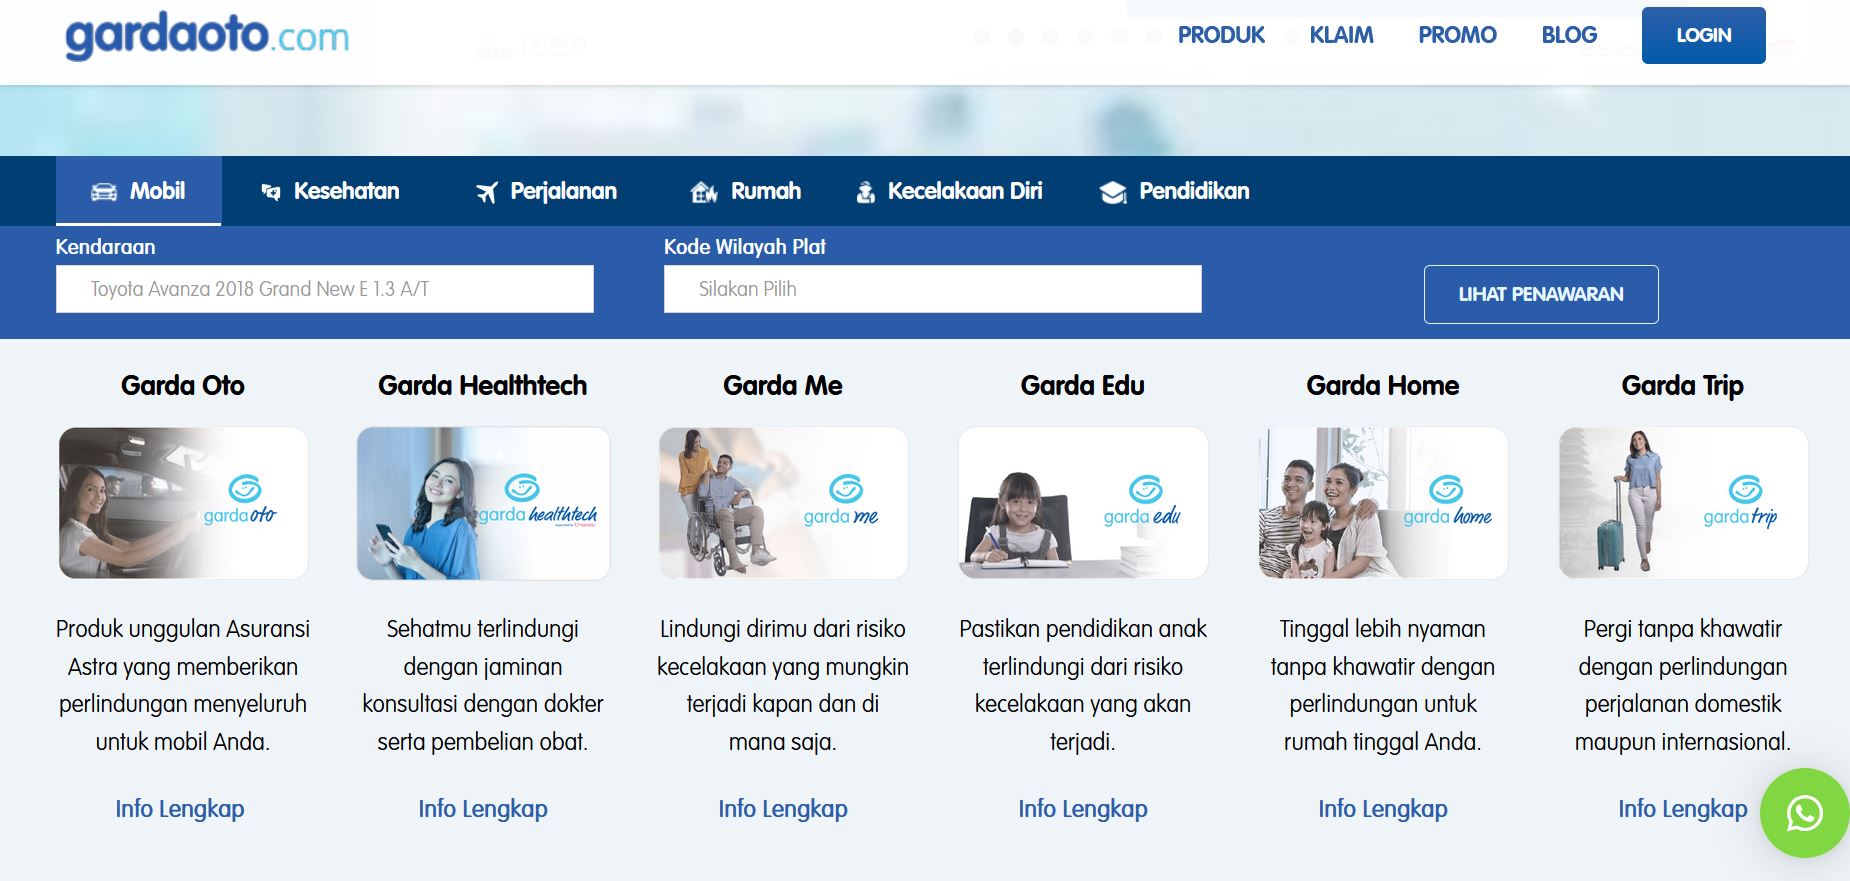 gardaoto.com
PRODUK
KLAIM
PROMO
BLOG
LOGIN
Mobil
Kesehatan
Perjalanan
Rumah
Kecelakaan Diri
Pendidikan
Kendaraan
Kode Wilayah Plat
Toyota Avanza 2018 Grand New E 1.3 A/T
Silakan Pilih
LIHAT PENAWARAN
Garda Oto
garda oto
Produk unggulan Asuransi
Astra yang memberikan
perlindungan menyeluruh
untuk mobil Anda.
Info Lengkap
Garda Healthtech
garda healthtech
Sehatmu terlindungi
dengan jaminan
konsultasi dengan dokter
serta pembelian obat.
Info Lengkap
Garda Me
garda me
Lindungi dirimu dari risiko
kecelakaan yang mungkin
terjadi kapan dan di
mana saja.
Info Lengkap
Garda Edu
garda edu
Pastikan pendidikan anak
terlindungi dari risiko
kecelakaan yang akan
terjadi.
Info Lengkap
Garda Home
garda home
Tinggal lebih nyaman
tanpa khawatir dengan
perlindungan untuk
rumah tinggal Anda.
Info Lengkap
Garda Trip
garda trip
Pergi tanpa khawatir
dengan perlindungan
perjalanan domestik
maupun internasional.
Info Lengkap